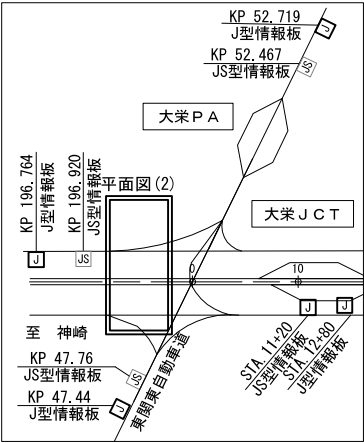 KP 52.719
J型情報板
J
KP 52.467
JS型情報板
JS
大栄PA
KP 196.764
J型情報板
KP 196.920
JS型情報板
平面図(2)
大栄JCT
J
JS
0
10
至 神崎
J
J
STA.11+20
JS型情報板
STA.12+80
J型情報板
KP 47.76
JS型情報板
JS
KP 47.44
J型情報板
J
東関東自動車道